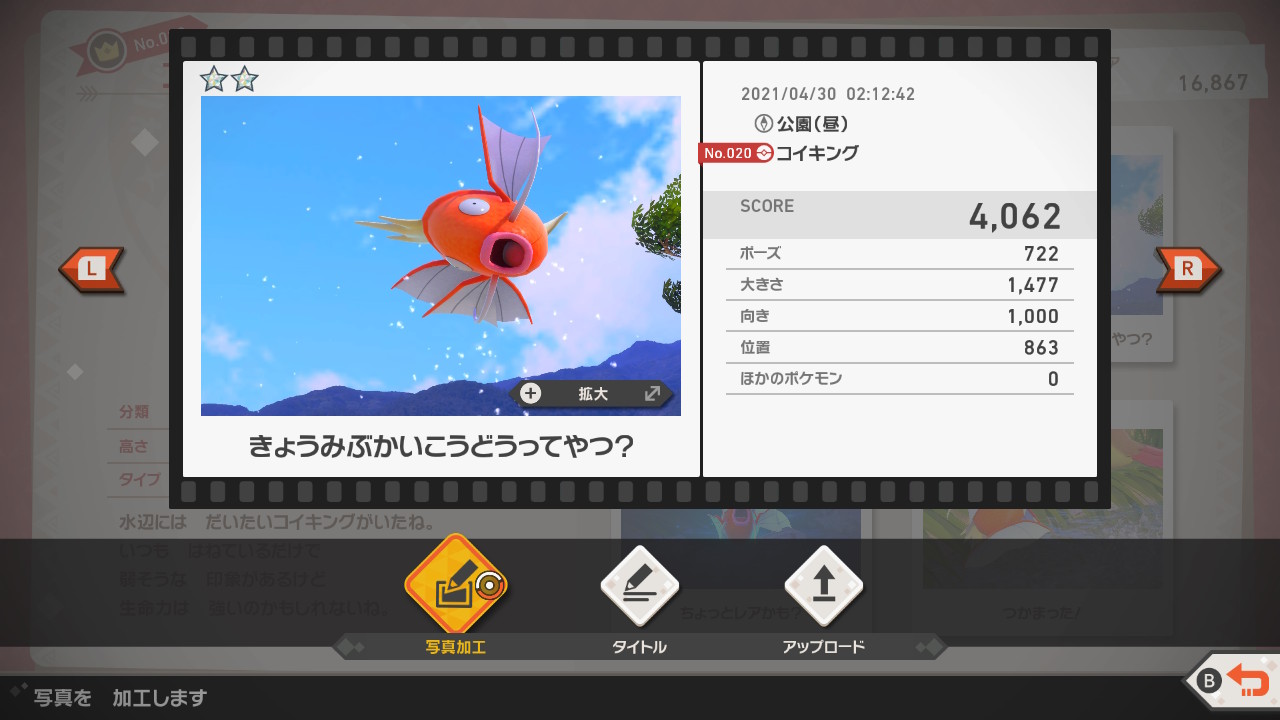 No.0
16,867
2021/04/30 02:12:42
公園(昼)
No.020 コイキング
SCORE 4,062
ポーズ 722
大きさ 1,477
向き 1,000
位置 863
ほかのポケモン 0
L
R
+ 拡大
きょうみぶかいこうどうってやつ?
やつ?
分類
高さ
タイプ
水辺には だいたいコイキングがいたね。
いつも はねているだけで
弱そうな 印象があるけど
生命力は 強いのかもしれないね。
ちょっとレアかも?
つかまった!
写真加工
タイトル
アップロード
写真を 加工します
B